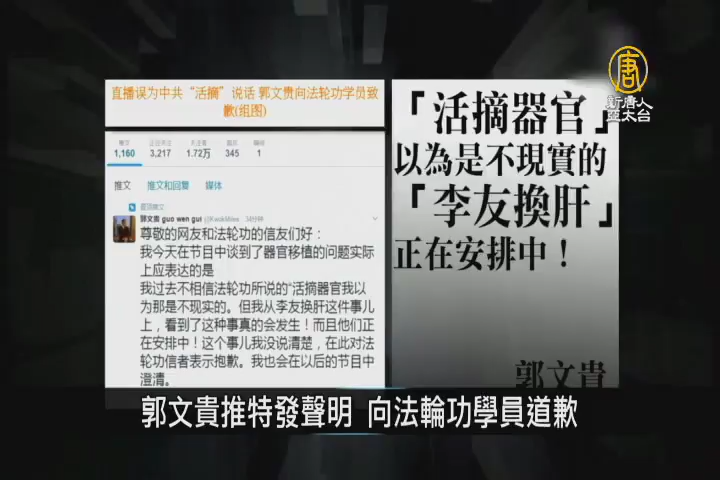 唐
新唐人
亞太台
直播误为中共“活摘”说话 郭文贵向法轮功学员致
歉(组图)
推文
1,160 3,217 1.72万 345 1
推文 推文和回复 媒体
郭文贵 guo wen gui
尊敬的网友和法轮功的信友们好：
我今天在节目中谈到了器官移植的问题实际
上应表达的是
我过去不相信法轮功所说的“活摘器官我以
为那是不现实的。但我从李友换肝这件事儿
上，看到了这种事真的会发生！而且他们正
在安排中！这个事儿我没说清楚，在此对法
轮功信者表示抱歉。我也会在以后的节目中
澄清。
「活摘器官」
以為是不現實的
「李友換肝」
正在安排中！
郭文貴
郭文貴推特發聲明 向法輪功學員道歉